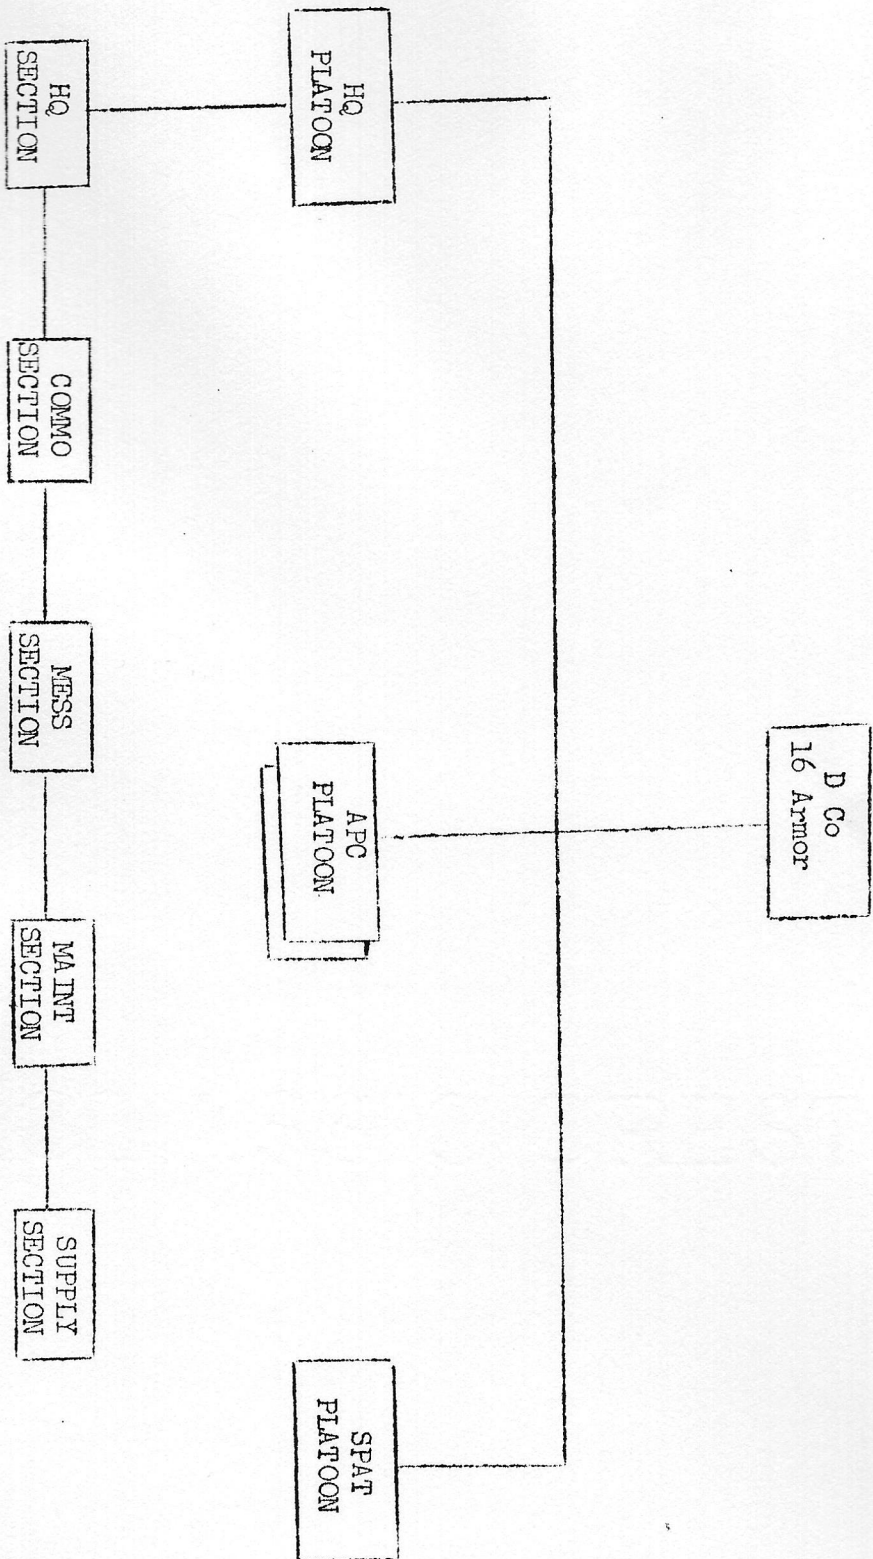 D Co
16 Armor
HQ
PLATOON
APC
PLATOON
SPAT
PLATOON
HQ
SECTION
COMMO
SECTION
MESS
SECTION
MAINT
SECTION
SUPPLY
SECTION